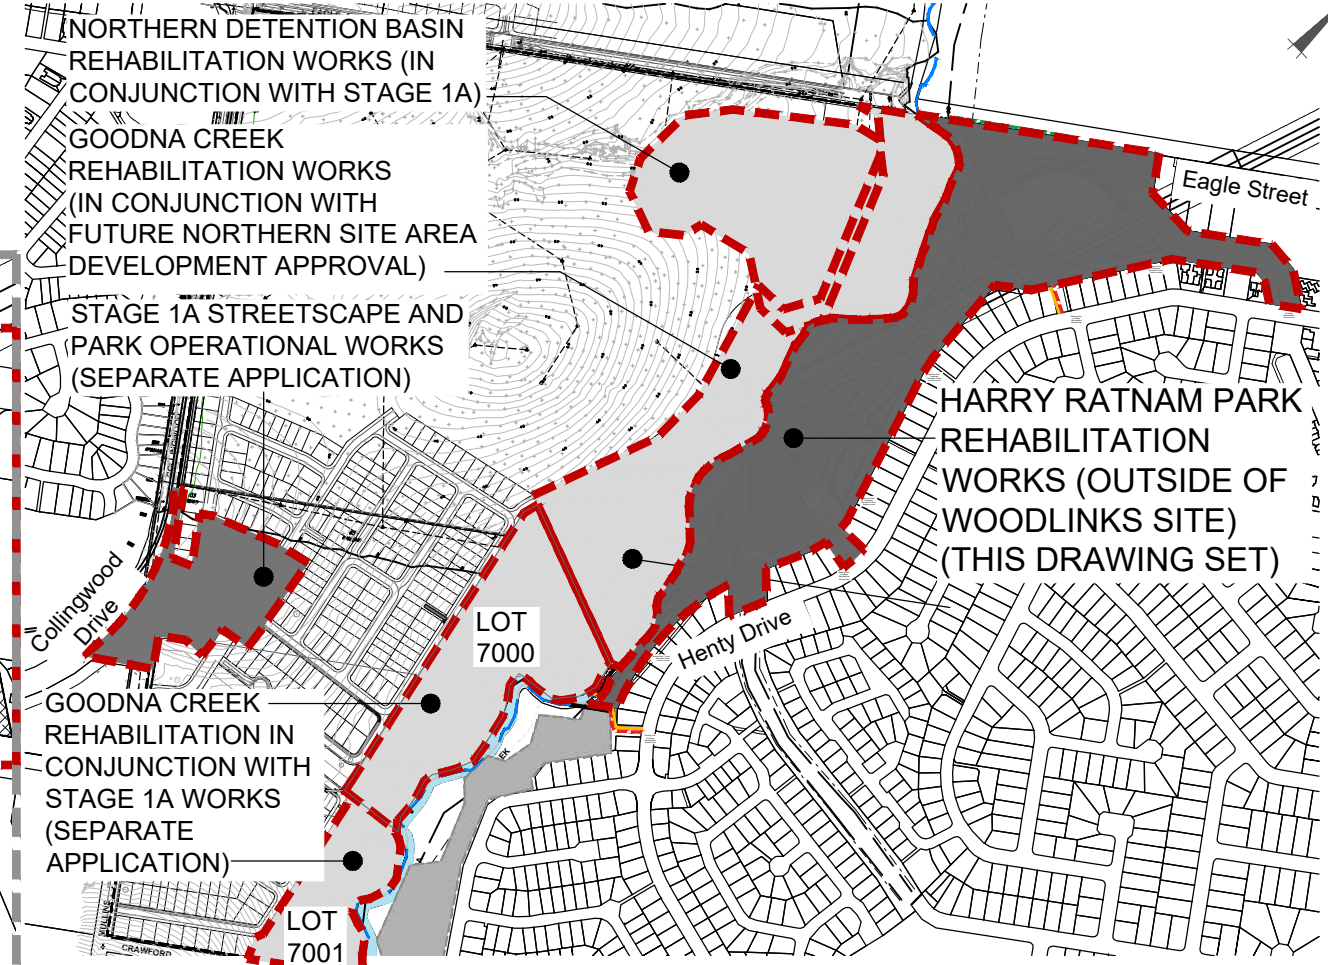 NORTHERN DETENTION BASIN
REHABILITATION WORKS (IN
CONJUNCTION WITH STAGE 1A)
GOODNA CREEK
REHABILITATION WORKS
(IN CONJUNCTION WITH
FUTURE NORTHERN SITE AREA
DEVELOPMENT APPROVAL)
STAGE 1A STREETSCAPE AND
PARK OPERATIONAL WORKS
(SEPARATE APPLICATION)
Eagle Street
HARRY RATNAM PARK
REHABILITATION
WORKS (OUTSIDE OF
WOODLINKS SITE)
(THIS DRAWING SET)
Collingwood
Drive
LOT
7000
Henty Drive
GOODNA CREEK
REHABILITATION IN
CONJUNCTION WITH
STAGE 1A WORKS
(SEPARATE
APPLICATION)
LOT
7001
CRAWFORD